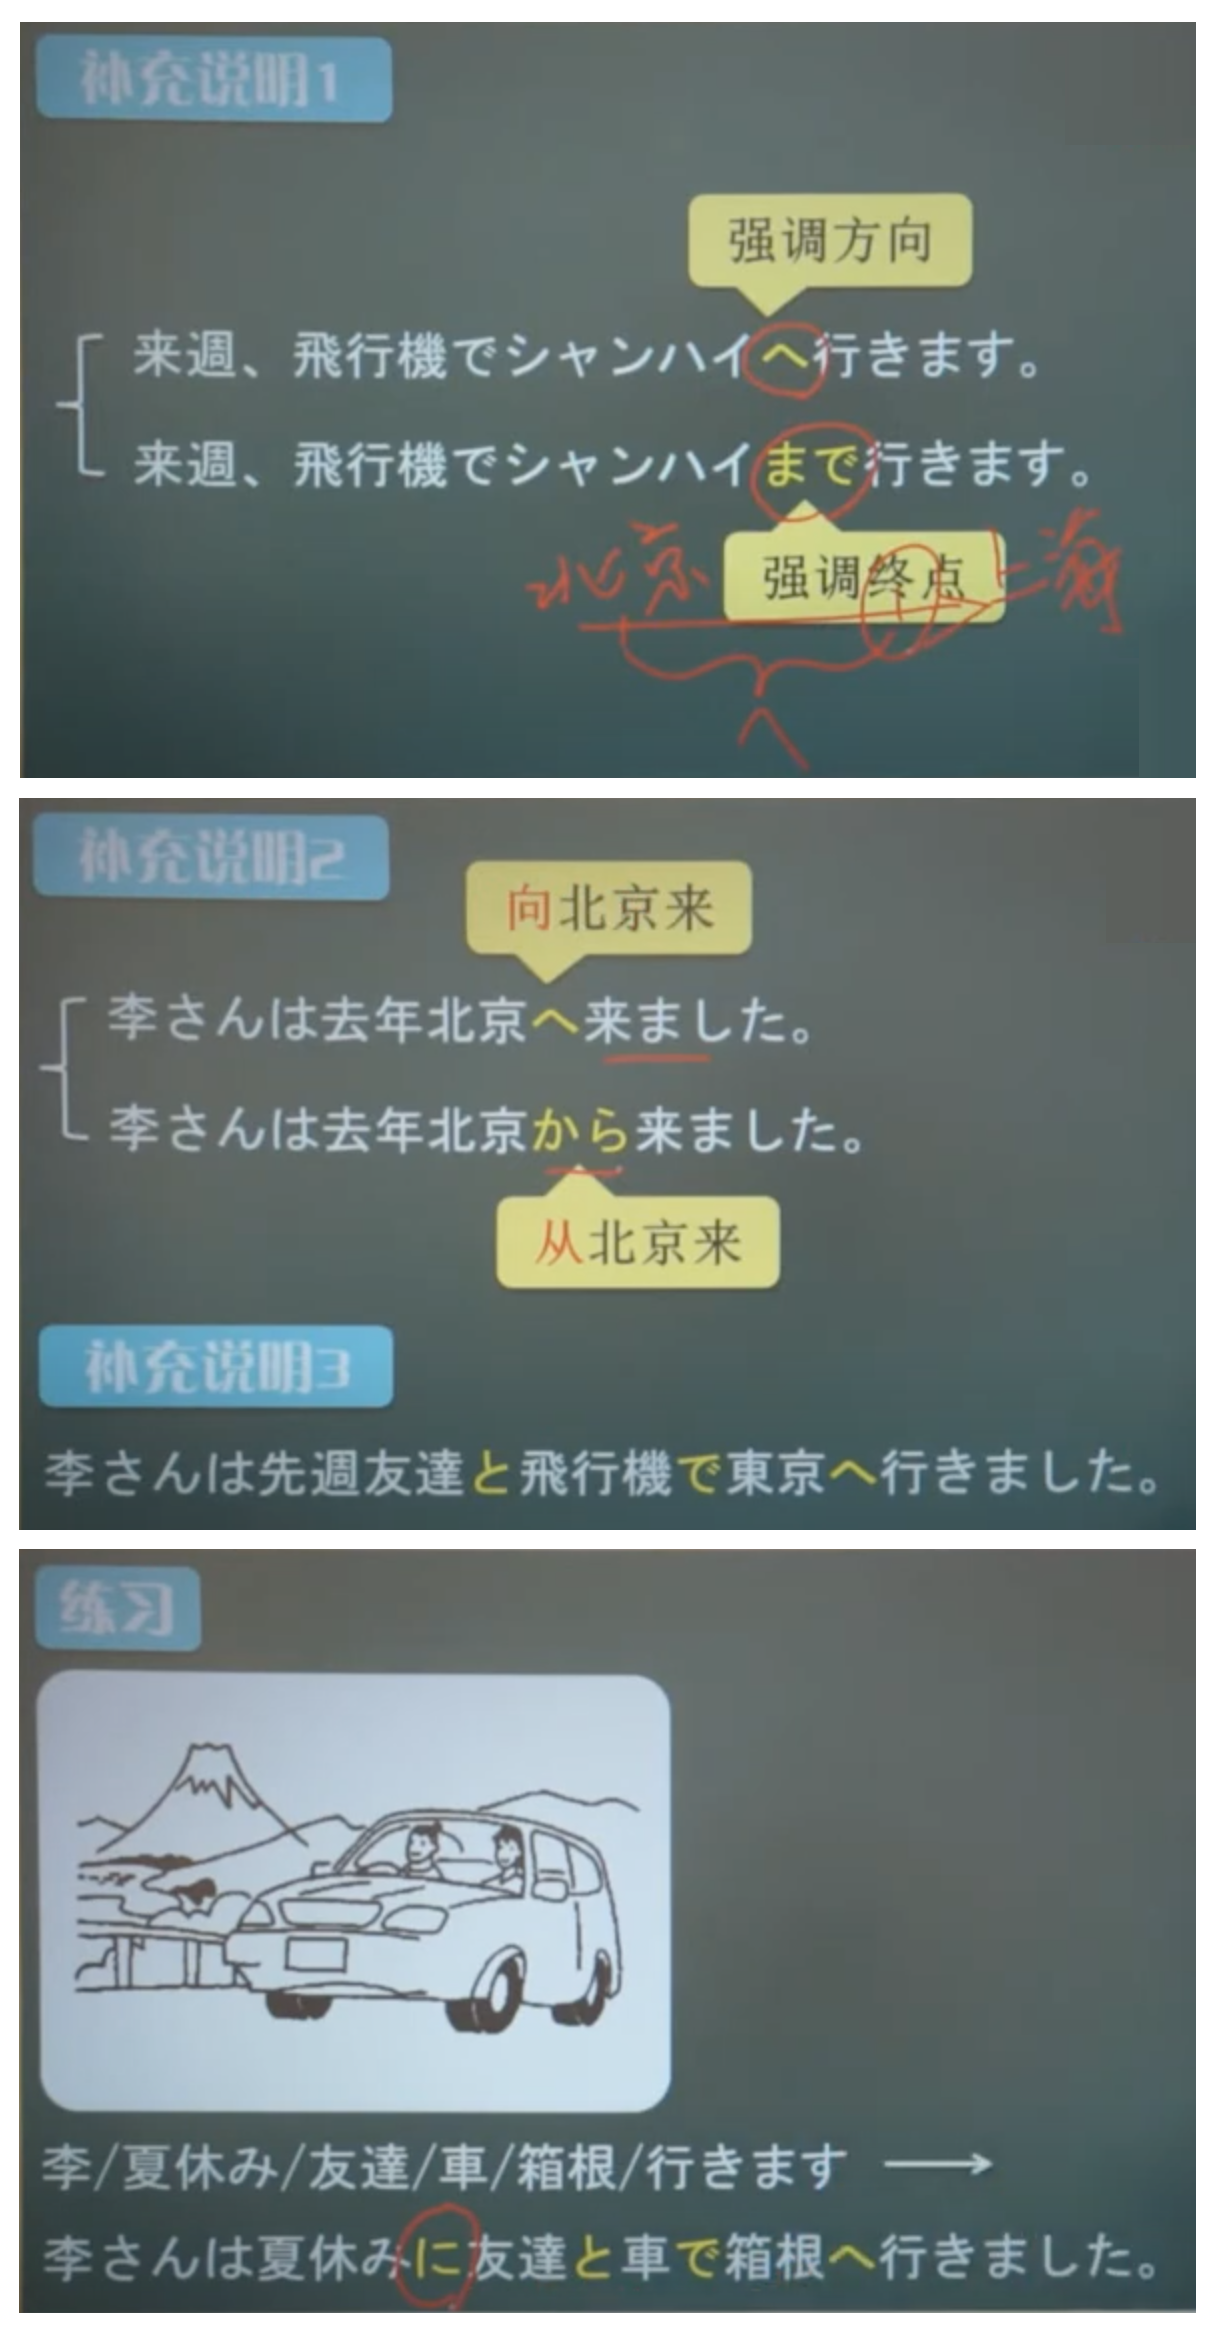 补充说明1
强调方向
来週、飛行機でシャンハイへ行きます。
来週、飛行機でシャンハイまで行きます。
北京 强调终点 上海
へ
补充说明2
向北京来
李さんは去年北京へ来ました。
李さんは去年北京から来ました。
从北京来
补充说明3
李さんは先週友達と飛行機で東京へ行きました。
练习
李/夏休み/友達/車/箱根/行きます →
李さんは夏休みに友達と車で箱根へ行きました。